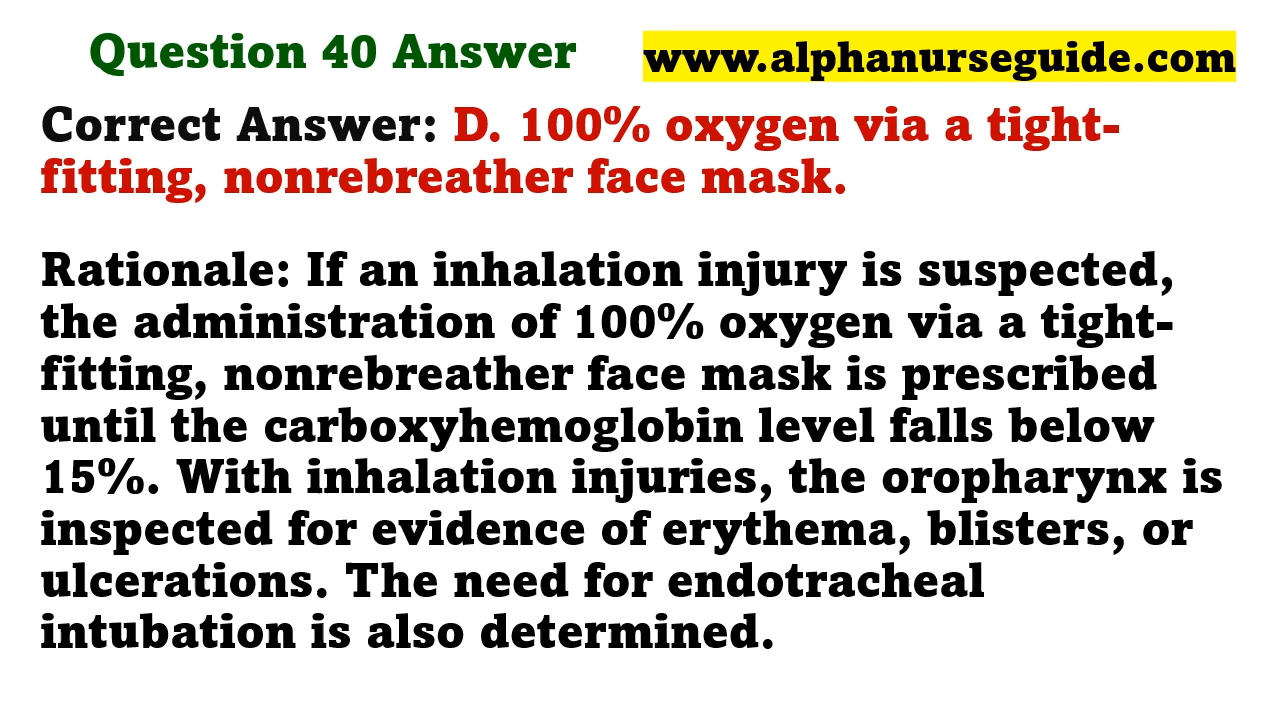 Question 40 Answer
www.alphanurseguide.com
Correct Answer: D. 100% oxygen via a tight-
fitting, nonrebreather face mask.
Rationale: If an inhalation injury is suspected,
the administration of 100% oxygen via a tight-
fitting, nonrebreather face mask is prescribed
until the carboxyhemoglobin level falls below
15%. With inhalation injuries, the oropharynx is
inspected for evidence of erythema, blisters, or
ulcerations. The need for endotracheal
intubation is also determined.